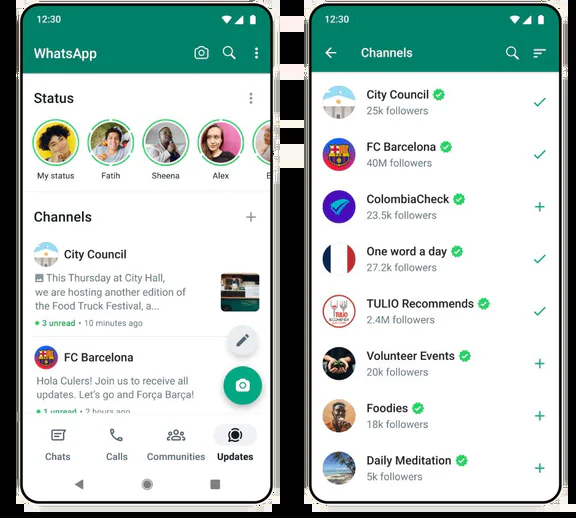 12:30
WhatsApp
Status
My status
Fatih
Sheena
Alex
E
Channels
City Council
This Thursday at City Hall,
we are hosting another edition of
the Food Truck Festival, a...
3 unread • 10 minutes ago
FC Barcelona
Hola Culers! Join us to receive all
updates. Let's go and Força Barça!
1 unread • 2 hours ago
Chats
Calls
Communities
Updates
12:30
Channels
City Council
25k followers
FC Barcelona
40M followers
ColombiaCheck
23.5k followers
One word a day
27.2k followers
TULIO Recommends
2.4M followers
TULIO
RECOMIENDA
Volunteer Events
20k followers
Foodies
18k followers
Daily Meditation
5k followers